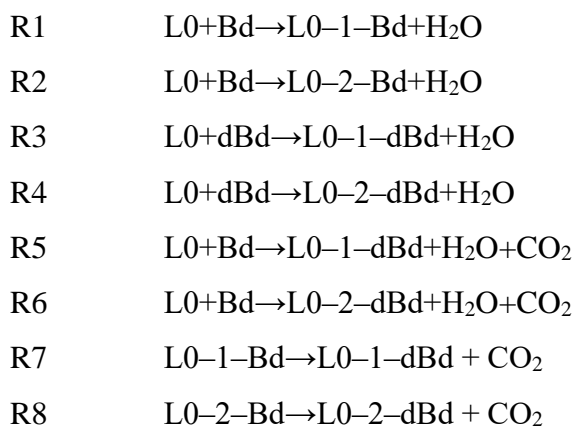 R1 L0+Bd→L0–1–Bd+H₂O
R2 L0+Bd→L0–2–Bd+H₂O
R3 L0+dBd→L0–1–dBd+H₂O
R4 L0+dBd→L0–2–dBd+H₂O
R5 L0+Bd→L0–1–dBd+H₂O+CO₂
R6 L0+Bd→L0–2–dBd+H₂O+CO₂
R7 L0–1–Bd→L0–1–dBd + CO₂
R8 L0–2–Bd→L0–2–dBd + CO₂